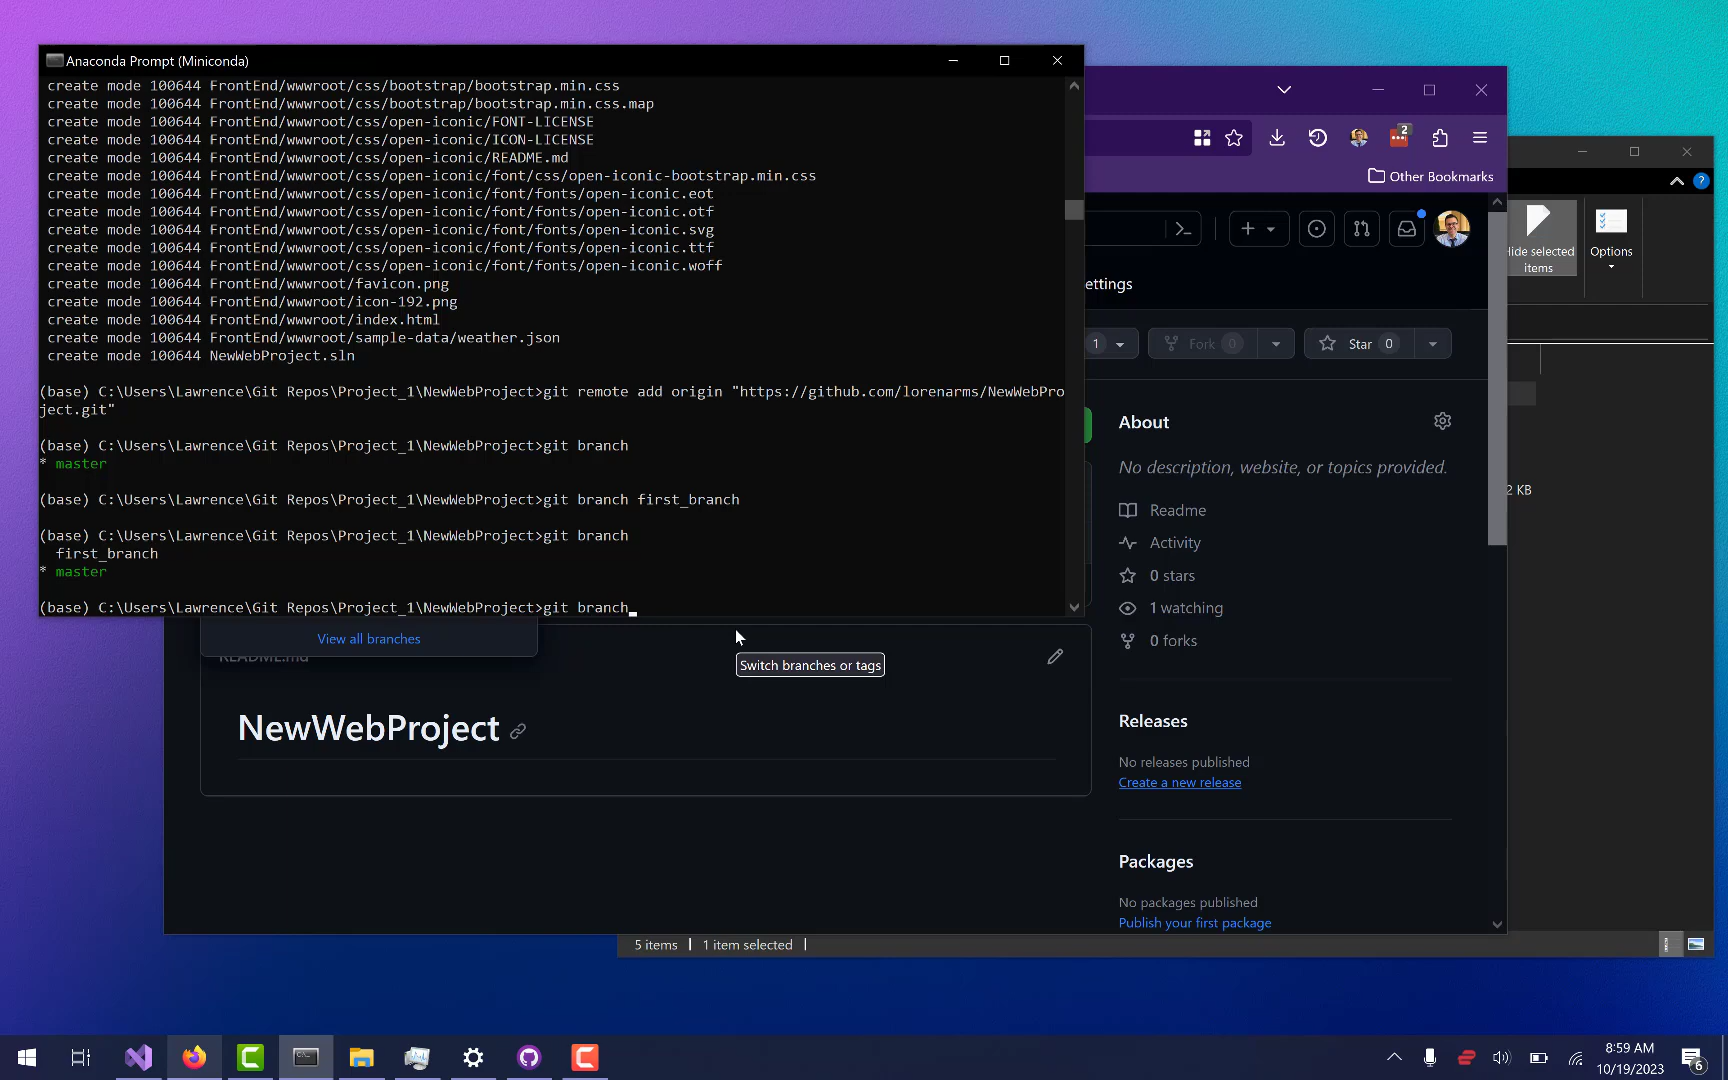 Anaconda Prompt (Miniconda)
create mode 100644 FrontEnd/wwwroot/css/bootstrap/bootstrap.min.css
create mode 100644 FrontEnd/wwwroot/css/bootstrap/bootstrap.min.css.map
create mode 100644 FrontEnd/wwwroot/css/open-iconic/FONT-LICENSE
create mode 100644 FrontEnd/wwwroot/css/open-iconic/ICON-LICENSE
create mode 100644 FrontEnd/wwwroot/css/open-iconic/README.md
create mode 100644 FrontEnd/wwwroot/css/open-iconic/font/css/open-iconic-bootstrap.min.css
create mode 100644 FrontEnd/wwwroot/css/open-iconic/font/fonts/open-iconic.eot
create mode 100644 FrontEnd/wwwroot/css/open-iconic/font/fonts/open-iconic.otf
create mode 100644 FrontEnd/wwwroot/css/open-iconic/font/fonts/open-iconic.svg
create mode 100644 FrontEnd/wwwroot/css/open-iconic/font/fonts/open-iconic.ttf
create mode 100644 FrontEnd/wwwroot/css/open-iconic/font/fonts/open-iconic.woff
create mode 100644 FrontEnd/wwwroot/favicon.png
create mode 100644 FrontEnd/wwwroot/icon-192.png
create mode 100644 FrontEnd/wwwroot/index.html
create mode 100644 FrontEnd/wwwroot/sample-data/weather.json
create mode 100644 NewWebProject.sln
(base) C:\Users\Lawrence\Git Repos\Project_1\NewWebProject>git remote add origin "https://github.com/lorenarms/NewWebPro
ject.git"
(base) C:\Users\Lawrence\Git Repos\Project_1\NewWebProject>git branch
* master
(base) C:\Users\Lawrence\Git Repos\Project_1\NewWebProject>git branch first_branch
(base) C:\Users\Lawrence\Git Repos\Project_1\NewWebProject>git branch
first_branch
* master
(base) C:\Users\Lawrence\Git Repos\Project_1\NewWebProject>git branch
View all branches
README.md
Switch branches or tags
NewWebProject
2
Other Bookmarks
ettings
1
Fork 0
Star 0
About
No description, website, or topics provided.
Readme
Activity
0 stars
1 watching
0 forks
Releases
No releases published
Create a new release
Packages
No packages published
Publish your first package
Hide selected
items
Options
2 KB
5 items
1 item selected
8:59 AM
10/19/2023
6